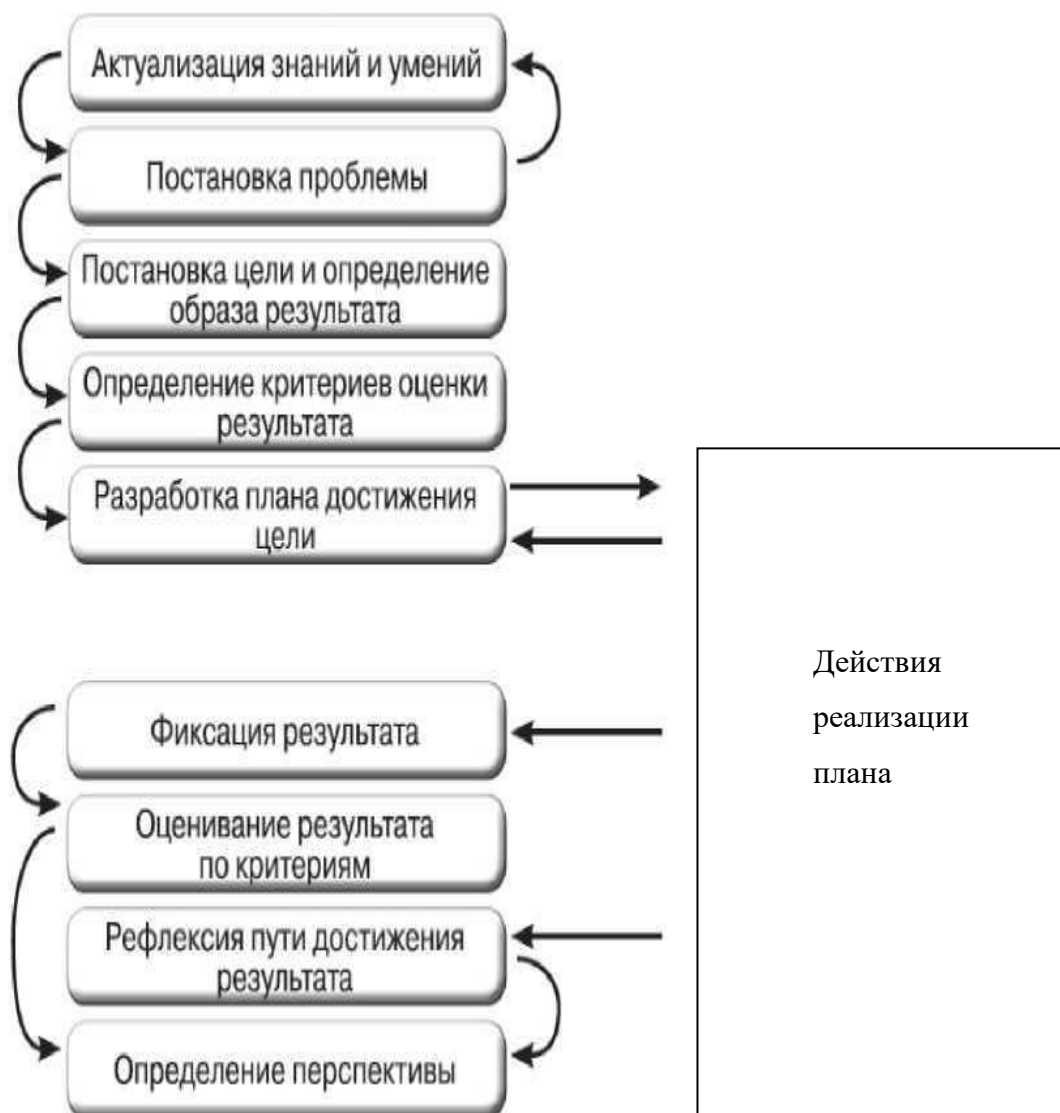 Актуализация знаний и умений
Постановка проблемы
Постановка цели и определение
образа результата
Определение критериев оценки
результата
Разработка плана достижения
цели
Фиксация результата
Оценивание результата
по критериям
Рефлексия пути достижения
результата
Определение перспективы
Действия
реализации
плана